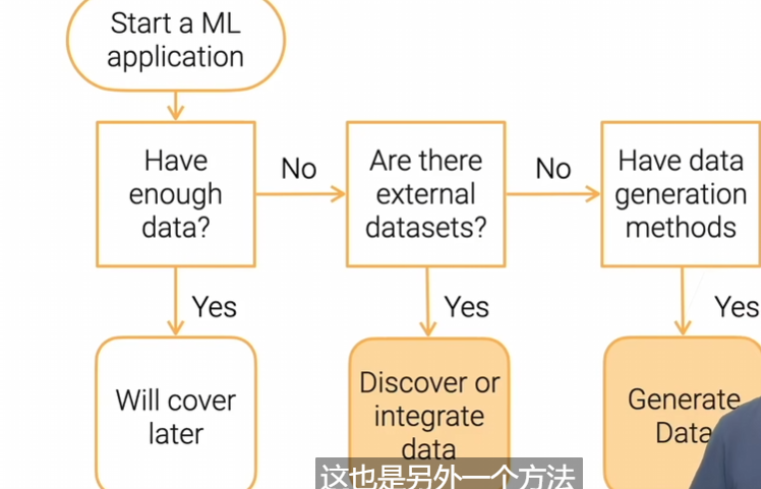 Start a ML
application
Have
enough
data?
No
Are there
external
datasets?
No
Have data
generation
methods
Yes
Yes
Yes
Will cover
later
Discover or
integrate
data
Generate
Data
这也是另外一个方法